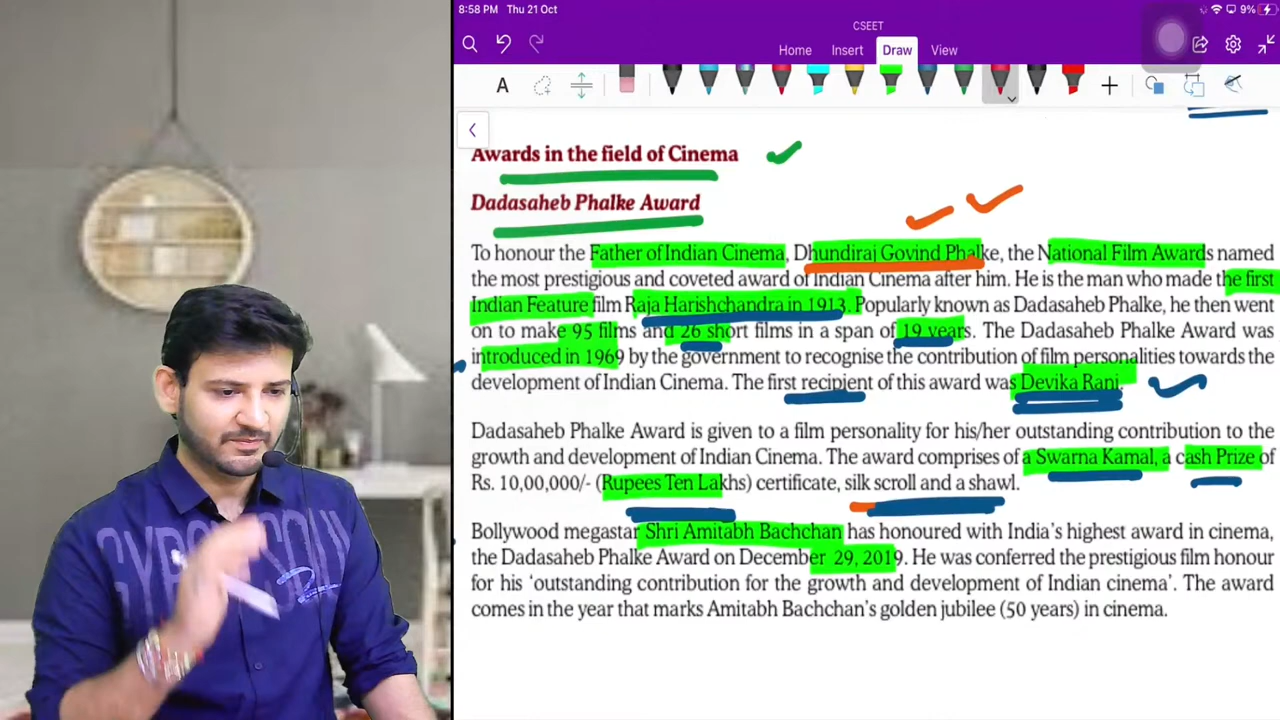 8:58 PM Thu 21 Oct
9%
CSEET
Home Insert Draw View
A
Awards in the field of Cinema
Dadasaheb Phalke Award
To honour the Father of Indian Cinema, Dhundiraj Govind Phalke, the National Film Awards named
the most prestigious and coveted award of Indian Cinema after him. He is the man who made the first
Indian Feature film Raja Harishchandra in 1913. Popularly known as Dadasaheb Phalke, he then went
on to make 95 films and 26 short films in a span of 19 years. The Dadasaheb Phalke Award was
introduced in 1969 by the government to recognise the contribution of film personalities towards the
development of Indian Cinema. The first recipient of this award was Devika Rani.
Dadasaheb Phalke Award is given to a film personality for his/her outstanding contribution to the
growth and development of Indian Cinema. The award comprises of a Swarna Kamal, a cash Prize of
Rs. 10,00,000/- (Rupees Ten Lakhs) certificate, silk scroll and a shawl.
Bollywood megastar Shri Amitabh Bachchan has honoured with India's highest award in cinema,
the Dadasaheb Phalke Award on December 29, 2019. He was conferred the prestigious film honour
for his 'outstanding contribution for the growth and development of Indian cinema'. The award
comes in the year that marks Amitabh Bachchan's golden jubilee (50 years) in cinema.